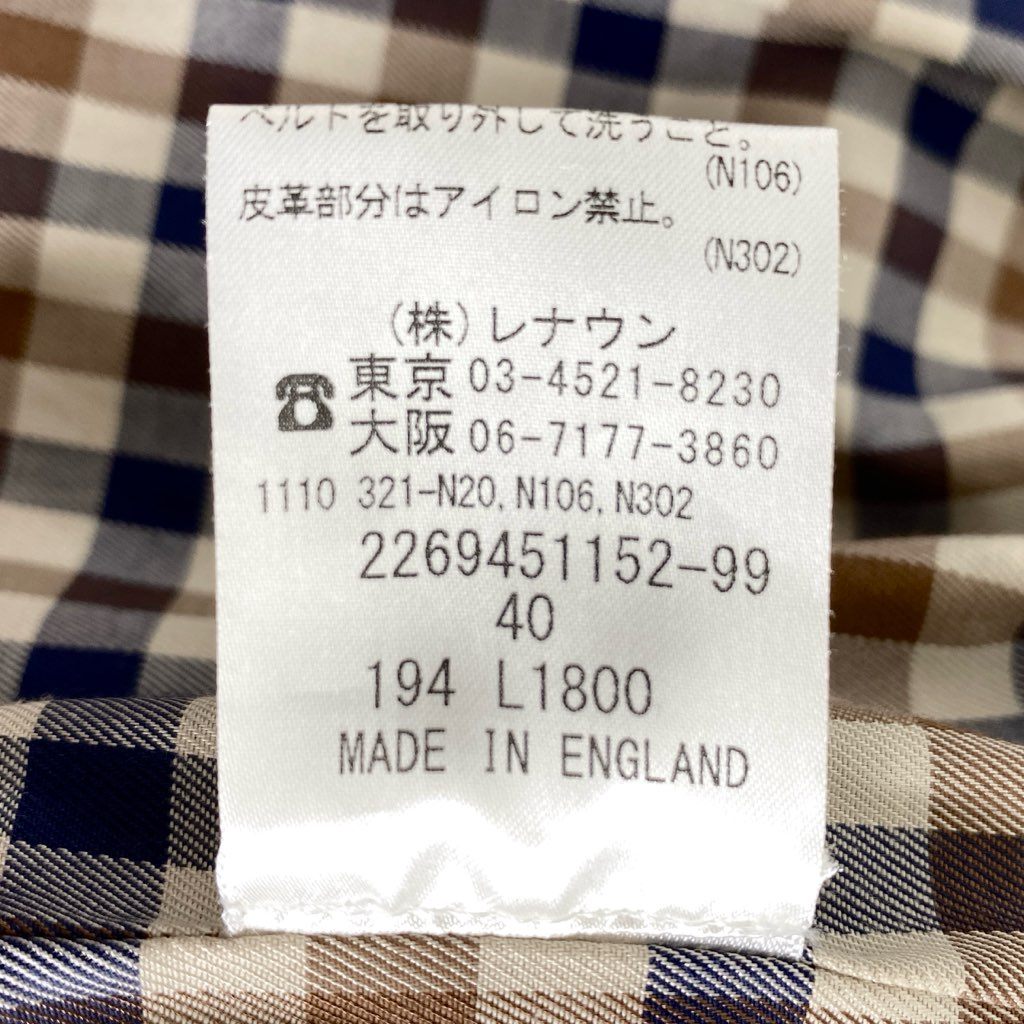 ベルトを取り外して洗うこと。
(N106)
皮革部分はアイロン禁止。
(N302)
(株)レナウン
東京 03-4521-8230
大阪 06-7177-3860
1110 321-N20, N106, N302
2269451152-99
40
194 L1800
MADE IN ENGLAND